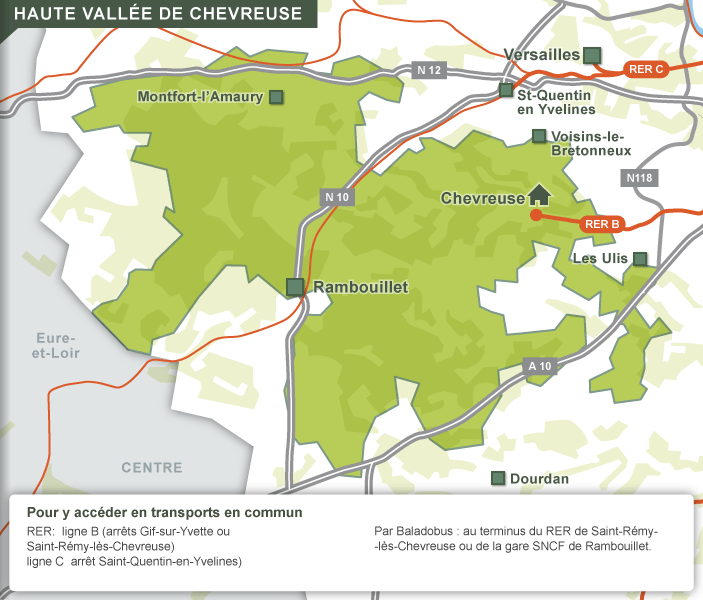 HAUTE VALLÉE DE CHEVREUSE
Versailles
RER C
N 12
Montfort-l'Amaury
St-Quentin
en Yvelines
Voisins-le-
Bretonneux
N118
N 10
Chevreuse
RER B
Les Ulis
Rambouillet
Eure-
et-Loir
A 10
CENTRE
Dourdan
Pour y accéder en transports en commun
RER:  ligne B (arrêts Gif-sur-Yvette ou
Saint-Rémy-lès-Chevreuse)
ligne C  arrêt Saint-Quentin-en-Yvelines)
Par Baladobus : au terminus du RER de Saint-Rémy-
-lès-Chevreuse ou de la gare SNCF de Rambouillet.